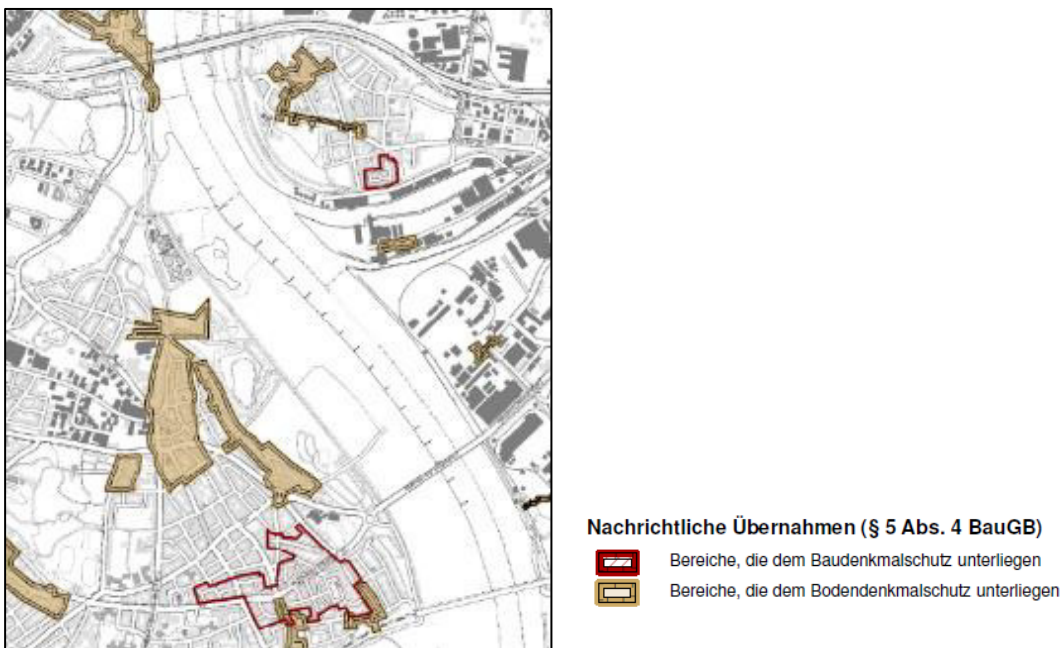 Nachrichtliche Übernahmen (§ 5 Abs. 4 BauGB)
Bereiche, die dem Baudenkmalschutz unterliegen
Bereiche, die dem Bodendenkmalschutz unterliegen